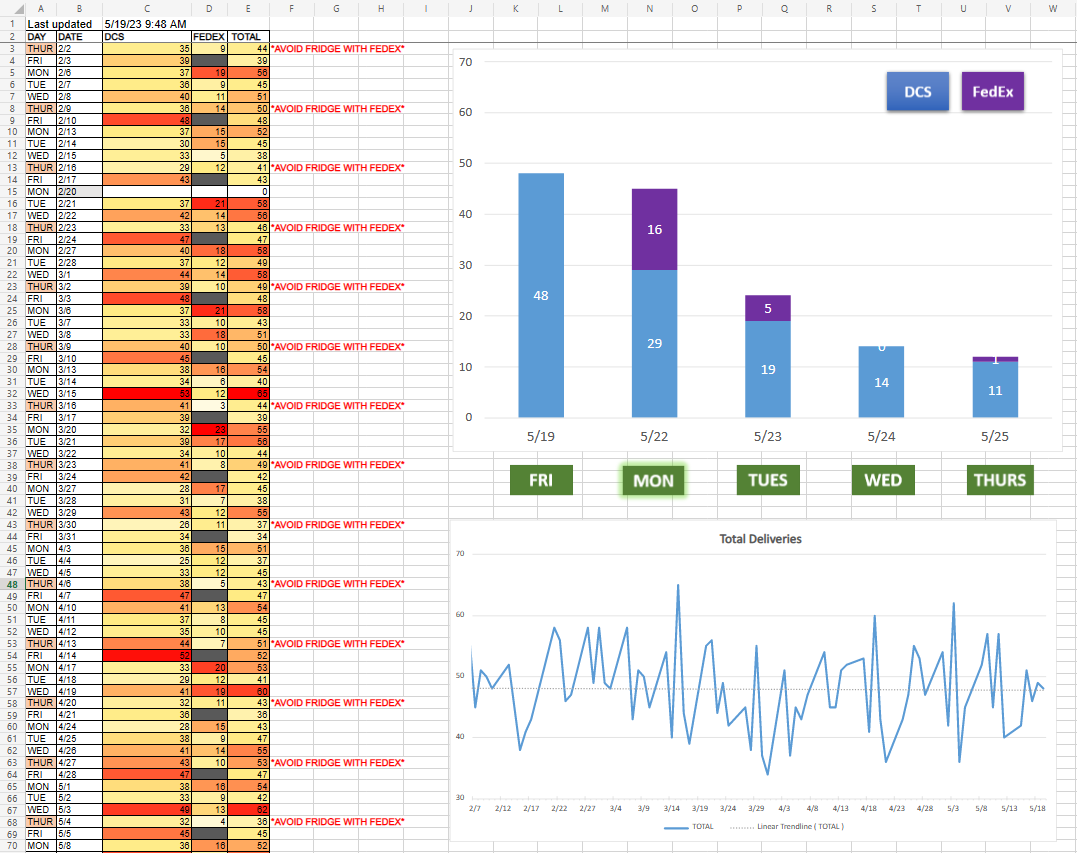 A B C D E F G H I J K L M N O P Q R S T U V W
1 Last updated 5/19/23 9:48 AM
2 DAY DATE DCS FEDEX TOTAL
3 THUR 2/2 35 9 44 *AVOID FRIDGE WITH FEDEX*
4 FRI 2/3 39 39
5 MON 2/6 37 19 56
6 TUE 2/7 36 9 45
7 WED 2/8 40 11 51
8 THUR 2/9 36 14 50 *AVOID FRIDGE WITH FEDEX*
9 FRI 2/10 48 48
10 MON 2/13 37 15 52
11 TUE 2/14 30 15 45
12 WED 2/15 33 5 38
13 THUR 2/16 29 12 41 *AVOID FRIDGE WITH FEDEX*
14 FRI 2/17 43 43
15 MON 2/20 0
16 TUE 2/21 37 21 58
17 WED 2/22 42 14 56
18 THUR 2/23 33 13 46 *AVOID FRIDGE WITH FEDEX*
19 FRI 2/24 47 47
20 MON 2/27 40 18 58
21 TUE 2/28 37 12 49
22 WED 3/1 44 14 58
23 THUR 3/2 39 10 49 *AVOID FRIDGE WITH FEDEX*
24 FRI 3/3 48 48
25 MON 3/6 37 21 58
26 TUE 3/7 33 10 43
27 WED 3/8 33 18 51
28 THUR 3/9 40 10 50 *AVOID FRIDGE WITH FEDEX*
29 FRI 3/10 45 45
30 MON 3/13 38 16 54
31 TUE 3/14 34 6 40
32 WED 3/15 53 12 65
33 THUR 3/16 41 3 44 *AVOID FRIDGE WITH FEDEX*
34 FRI 3/17 39 39
35 MON 3/20 32 23 55
36 TUE 3/21 39 17 56
37 WED 3/22 34 10 44
38 THUR 3/23 41 8 49 *AVOID FRIDGE WITH FEDEX*
39 FRI 3/24 42 42
40 MON 3/27 28 17 45
41 TUE 3/28 31 7 38
42 WED 3/29 43 12 55
43 THUR 3/30 26 11 37 *AVOID FRIDGE WITH FEDEX*
44 FRI 3/31 34 34
45 MON 4/3 36 15 51
46 TUE 4/4 25 12 37
47 WED 4/5 33 12 45
48 THUR 4/6 38 5 43 *AVOID FRIDGE WITH FEDEX*
49 FRI 4/7 47 47
50 MON 4/10 41 13 54
51 TUE 4/11 37 8 45
52 WED 4/12 35 10 45
53 THUR 4/13 44 7 51 *AVOID FRIDGE WITH FEDEX*
54 FRI 4/14 52 52
55 MON 4/17 33 20 53
56 TUE 4/18 29 12 41
57 WED 4/19 41 19 60
58 THUR 4/20 32 11 43 *AVOID FRIDGE WITH FEDEX*
59 FRI 4/21 36 36
60 MON 4/24 28 15 43
61 TUE 4/25 38 9 47
62 WED 4/26 41 14 55
63 THUR 4/27 43 10 53 *AVOID FRIDGE WITH FEDEX*
64 FRI 4/28 47 47
65 MON 5/1 38 16 54
66 TUE 5/2 33 9 42
67 WED 5/3 49 13 62
68 THUR 5/4 32 4 36 *AVOID FRIDGE WITH FEDEX*
69 FRI 5/5 45 45
70 MON 5/8 36 16 52
DCS FedEx
70
60
50
40
30
20
10
0
48
16
29
5
19
0
14
1
11
5/19 5/22 5/23 5/24 5/25
FRI MON TUES WED THURS
Total Deliveries
70
60
50
40
30
2/7 2/12 2/17 2/22 2/27 3/4 3/9 3/14 3/19 3/24 3/29 4/3 4/8 4/13 4/18 4/23 4/28 5/3 5/8 5/13 5/18
TOTAL Linear Trendline ( TOTAL )